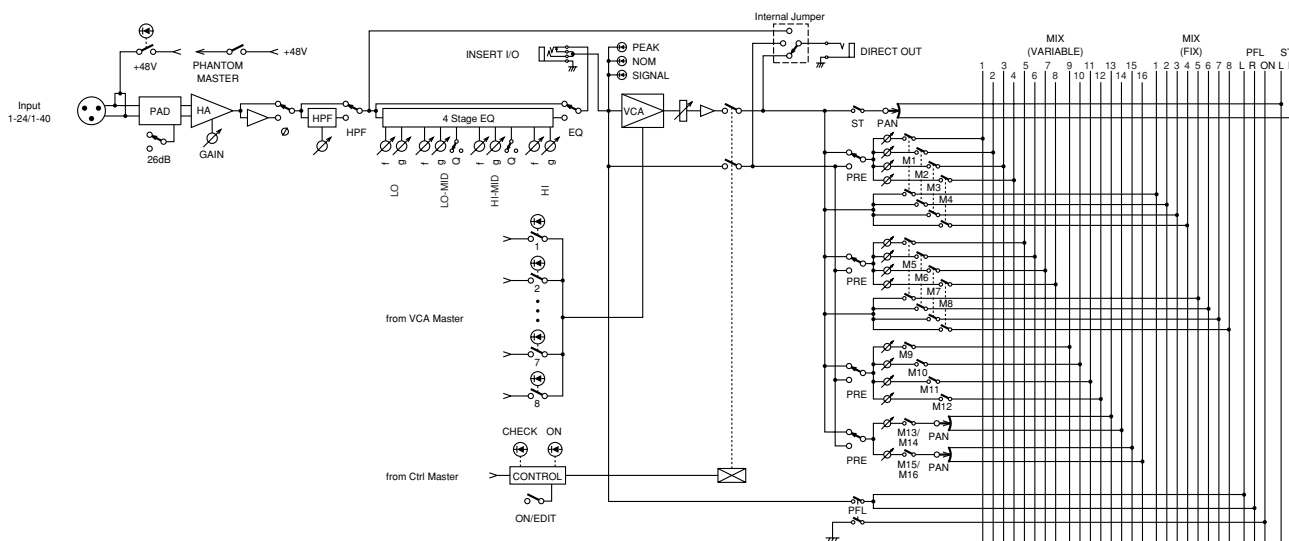 Internal Jumper
MIX
(VARIABLE)
MIX
(FIX)
PFL
L R ON
ST
L
1 2 3 4 5 6 7 8 9 10 11 12 13 14 15 16
1 2 3 4 5 6 7 8
+48V
PHANTOM
MASTER
+48V
INSERT I/O
PEAK
NOM
SIGNAL
DIRECT OUT
Input
1-24/1-40
PAD
26dB
HA
GAIN
Ø
HPF
HPF
4 Stage EQ
EQ
VCA
ST
PAN
f g f g Q f g Q f g
LO
LO-MID
HI-MID
HI
PRE
M1
M2
M3
M4
PRE
M5
M6
M7
M8
from VCA Master
1
2
7
8
PRE
M9
M10
M11
M12
PRE
M13/
M14
PAN
M15/
M16
PAN
CHECK
ON
from Ctrl Master
CONTROL
ON/EDIT
PFL